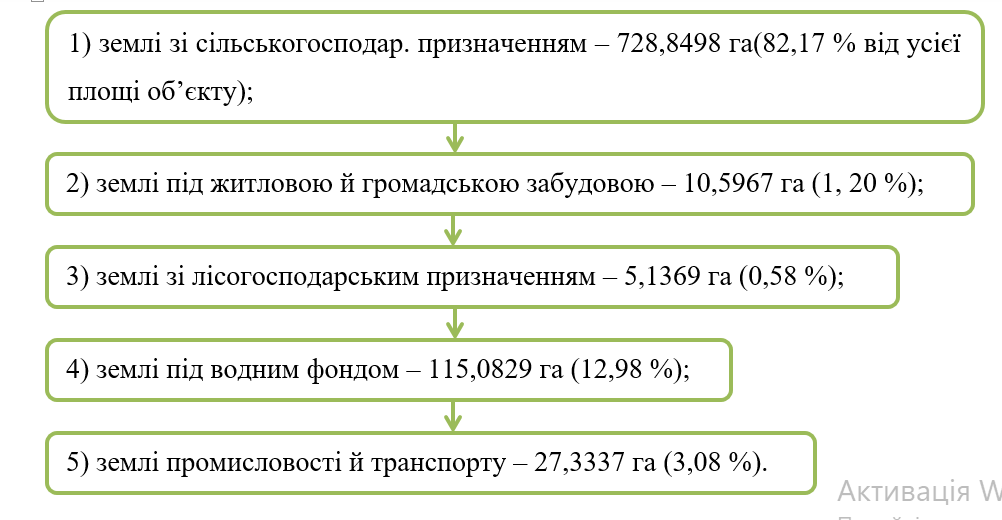 1) землі зі сільськогосподар. призначенням – 728,8498 га(82,17 % від усієї
площі об’єкту);
2) землі під житловою й громадською забудовою – 10,5967 га (1, 20 %);
3) землі зі лісогосподарським призначенням – 5,1369 га (0,58 %);
4) землі під водним фондом – 115,0829 га (12,98 %);
5) землі промисловості й транспорту – 27,3337 га (3,08 %).
Активація W